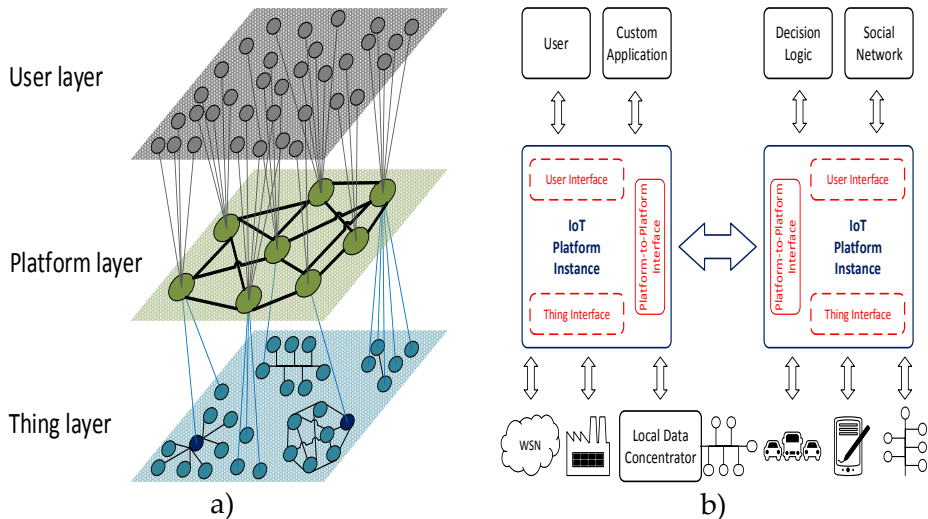 User layer
Platform layer
Thing layer
a)
User
Custom
Application
Decision
Logic
Social
Network
User Interface
IoT
Platform
Instance
Thing Interface
Platform-to-Platform
Interface
Platform-to-Platform
Interface
User Interface
IoT
Platform
Instance
Thing Interface
WSN
Local Data
Concentrator
b)